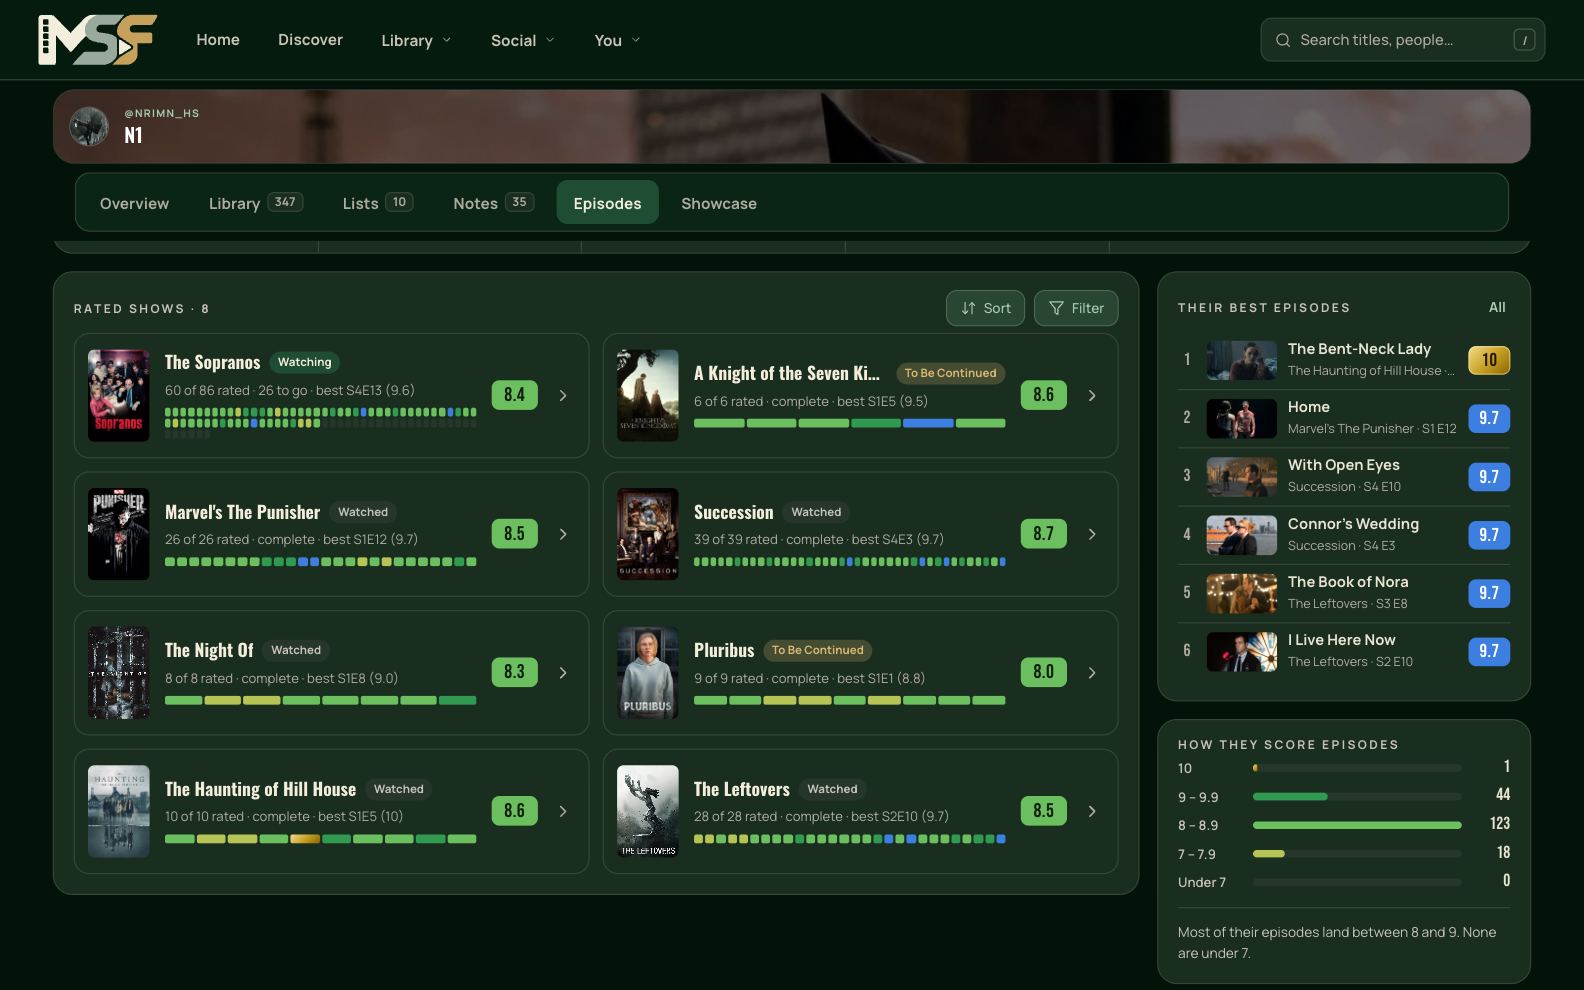 MSF
Home
Discover
Library
Social
You
Search titles, people...
/
@NRIMN_HS
N1
Overview
Library 347
Lists 10
Notes 35
Episodes
Showcase
RATED SHOWS · 8
Sort
Filter
The Sopranos Watching
60 of 86 rated · 26 to go · best S4E13 (9.6)
8.4
Sopranos
A Knight of the Seven Ki... To Be Continued
6 of 6 rated · complete · best S1E5 (9.5)
8.6
PUNISHER
Marvel's The Punisher Watched
26 of 26 rated · complete · best S1E12 (9.7)
8.5
Succession Watched
39 of 39 rated · complete · best S4E3 (9.7)
8.7
SUCCESSION
The Night Of Watched
8 of 8 rated · complete · best S1E8 (9.0)
8.3
Pluribus To Be Continued
9 of 9 rated · complete · best S1E1 (8.8)
8.0
PLURIBUS
HAUNTING
The Haunting of Hill House Watched
10 of 10 rated · complete · best S1E5 (10)
8.6
The Leftovers Watched
28 of 28 rated · complete · best S2E10 (9.7)
8.5
THE LEFTOVERS
THEIR BEST EPISODES
All
1
The Bent-Neck Lady
The Haunting of Hill House ·...
10
2
Home
Marvel's The Punisher · S1 E12
9.7
3
With Open Eyes
Succession · S4 E10
9.7
4
Connor's Wedding
Succession · S4 E3
9.7
5
The Book of Nora
The Leftovers · S3 E8
9.7
6
I Live Here Now
The Leftovers · S2 E10
9.7
HOW THEY SCORE EPISODES
10 1
9 – 9.9 44
8 – 8.9 123
7 – 7.9 18
Under 7 0
Most of their episodes land between 8 and 9. None
are under 7.